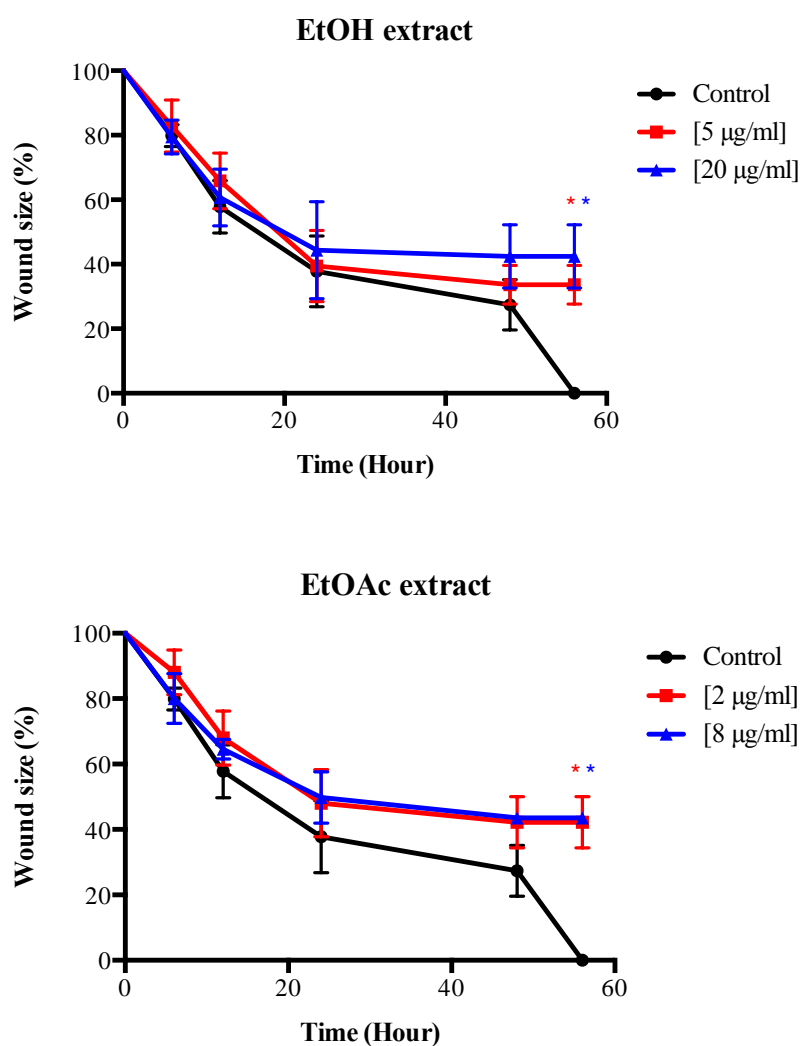 EtOH extract
100
80
60
40
20
0
Wound size (%)
0 20 40 60
Time (Hour)
Control
[5 μg/ml]
[20 μg/ml]
* *
EtOAc extract
100
80
60
40
20
0
Wound size (%)
0 20 40 60
Time (Hour)
Control
[2 μg/ml]
[8 μg/ml]
* *